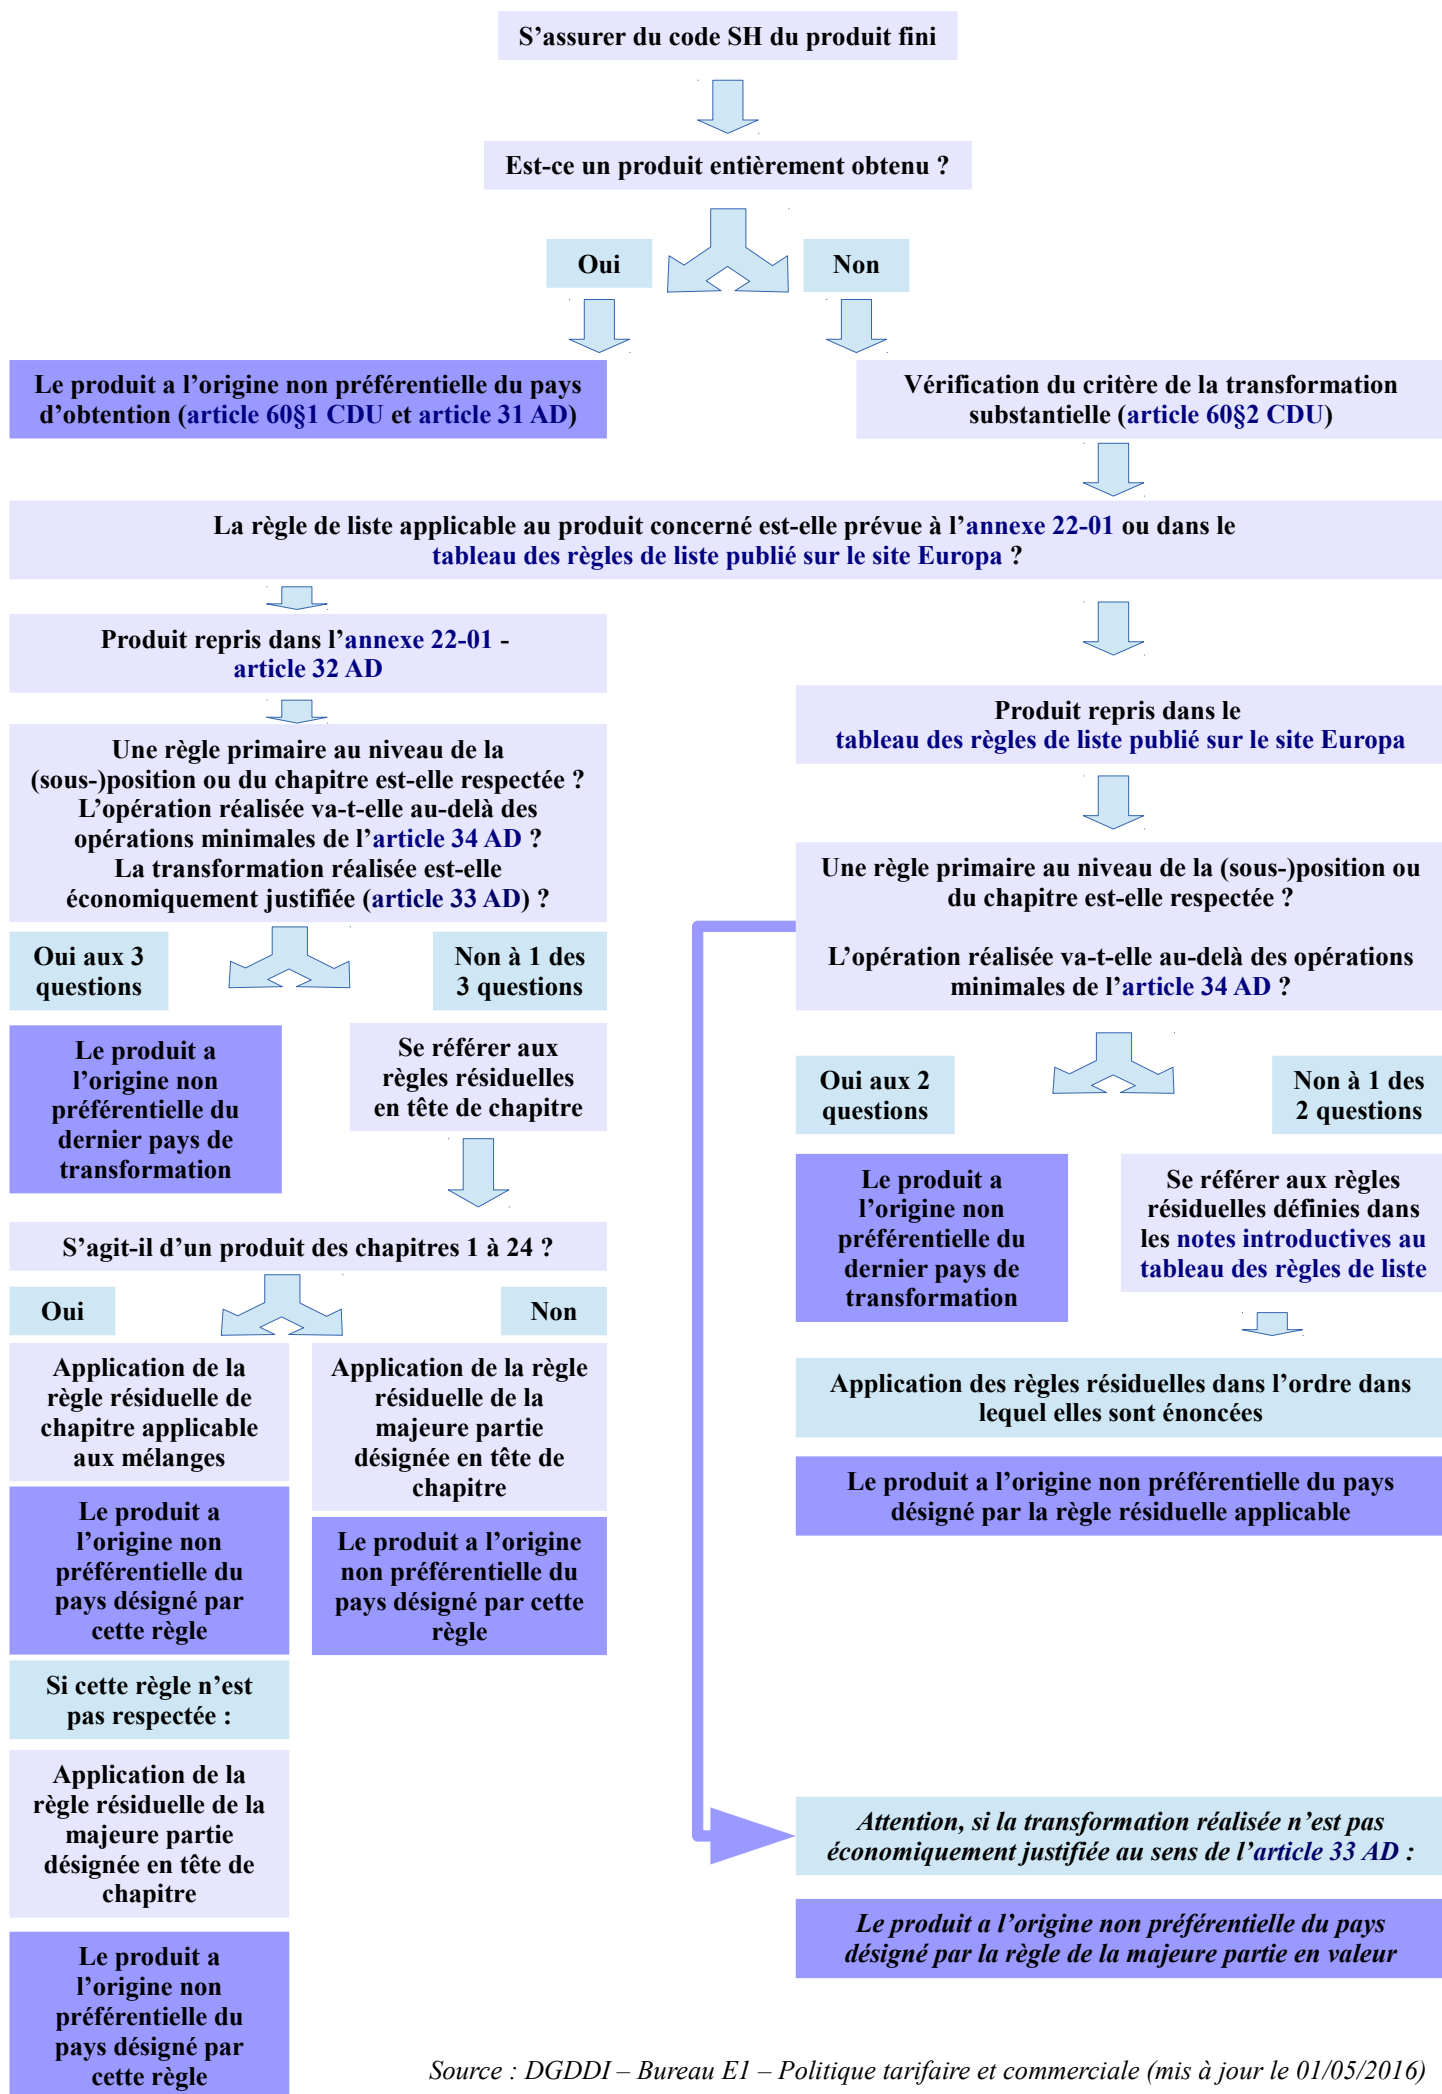 S’assurer du code SH du produit fini
Est-ce un produit entièrement obtenu ?
Oui
Non
Le produit a l’origine non préférentielle du pays
d’obtention (article 60§1 CDU et article 31 AD)
Vérification du critère de la transformation
substantielle (article 60§2 CDU)
La règle de liste applicable au produit concerné est-elle prévue à l’annexe 22-01 ou dans le
tableau des règles de liste publié sur le site Europa ?
Produit repris dans l’annexe 22-01 -
article 32 AD
Une règle primaire au niveau de la
(sous-)position ou du chapitre est-elle respectée ?
L’opération réalisée va-t-elle au-delà des
opérations minimales de l’article 34 AD ?
La transformation réalisée est-elle
économiquement justifiée (article 33 AD) ?
Oui aux 3
questions
Non à 1 des
3 questions
Le produit a
l’origine non
préférentielle du
dernier pays de
transformation
Se référer aux
règles résiduelles
en tête de chapitre
S’agit-il d’un produit des chapitres 1 à 24 ?
Oui
Non
Application de la
règle résiduelle de
chapitre applicable
aux mélanges
Le produit a
l’origine non
préférentielle du
pays désigné par
cette règle
Si cette règle n’est
pas respectée :
Application de la
règle résiduelle de la
majeure partie
désignée en tête de
chapitre
Le produit a
l’origine non
préférentielle du
pays désigné par
cette règle
Application de la règle
résiduelle de la
majeure partie
désignée en tête de
chapitre
Le produit a l’origine
non préférentielle du
pays désigné par cette
règle
Produit repris dans le
tableau des règles de liste publié sur le site Europa
Une règle primaire au niveau de la (sous-)position ou
du chapitre est-elle respectée ?
L’opération réalisée va-t-elle au-delà des opérations
minimales de l’article 34 AD ?
Oui aux 2
questions
Non à 1 des
2 questions
Le produit a
l’origine non
préférentielle du
dernier pays de
transformation
Se référer aux règles
résiduelles définies dans
les notes introductives au
tableau des règles de liste
Application des règles résiduelles dans l’ordre dans
lequel elles sont énoncées
Le produit a l’origine non préférentielle du pays
désigné par la règle résiduelle applicable
Attention, si la transformation réalisée n’est pas
économiquement justifiée au sens de l’article 33 AD :
Le produit a l’origine non préférentielle du pays
désigné par la règle de la majeure partie en valeur
Source : DGDDI – Bureau E1 – Politique tarifaire et commerciale (mis à jour le 01/05/2016)